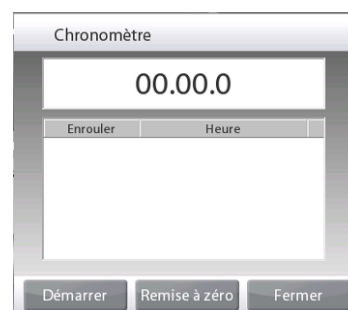 Chronomètre
00.00.0
Enrouler Heure
Démarrer Remise à zéro Fermer